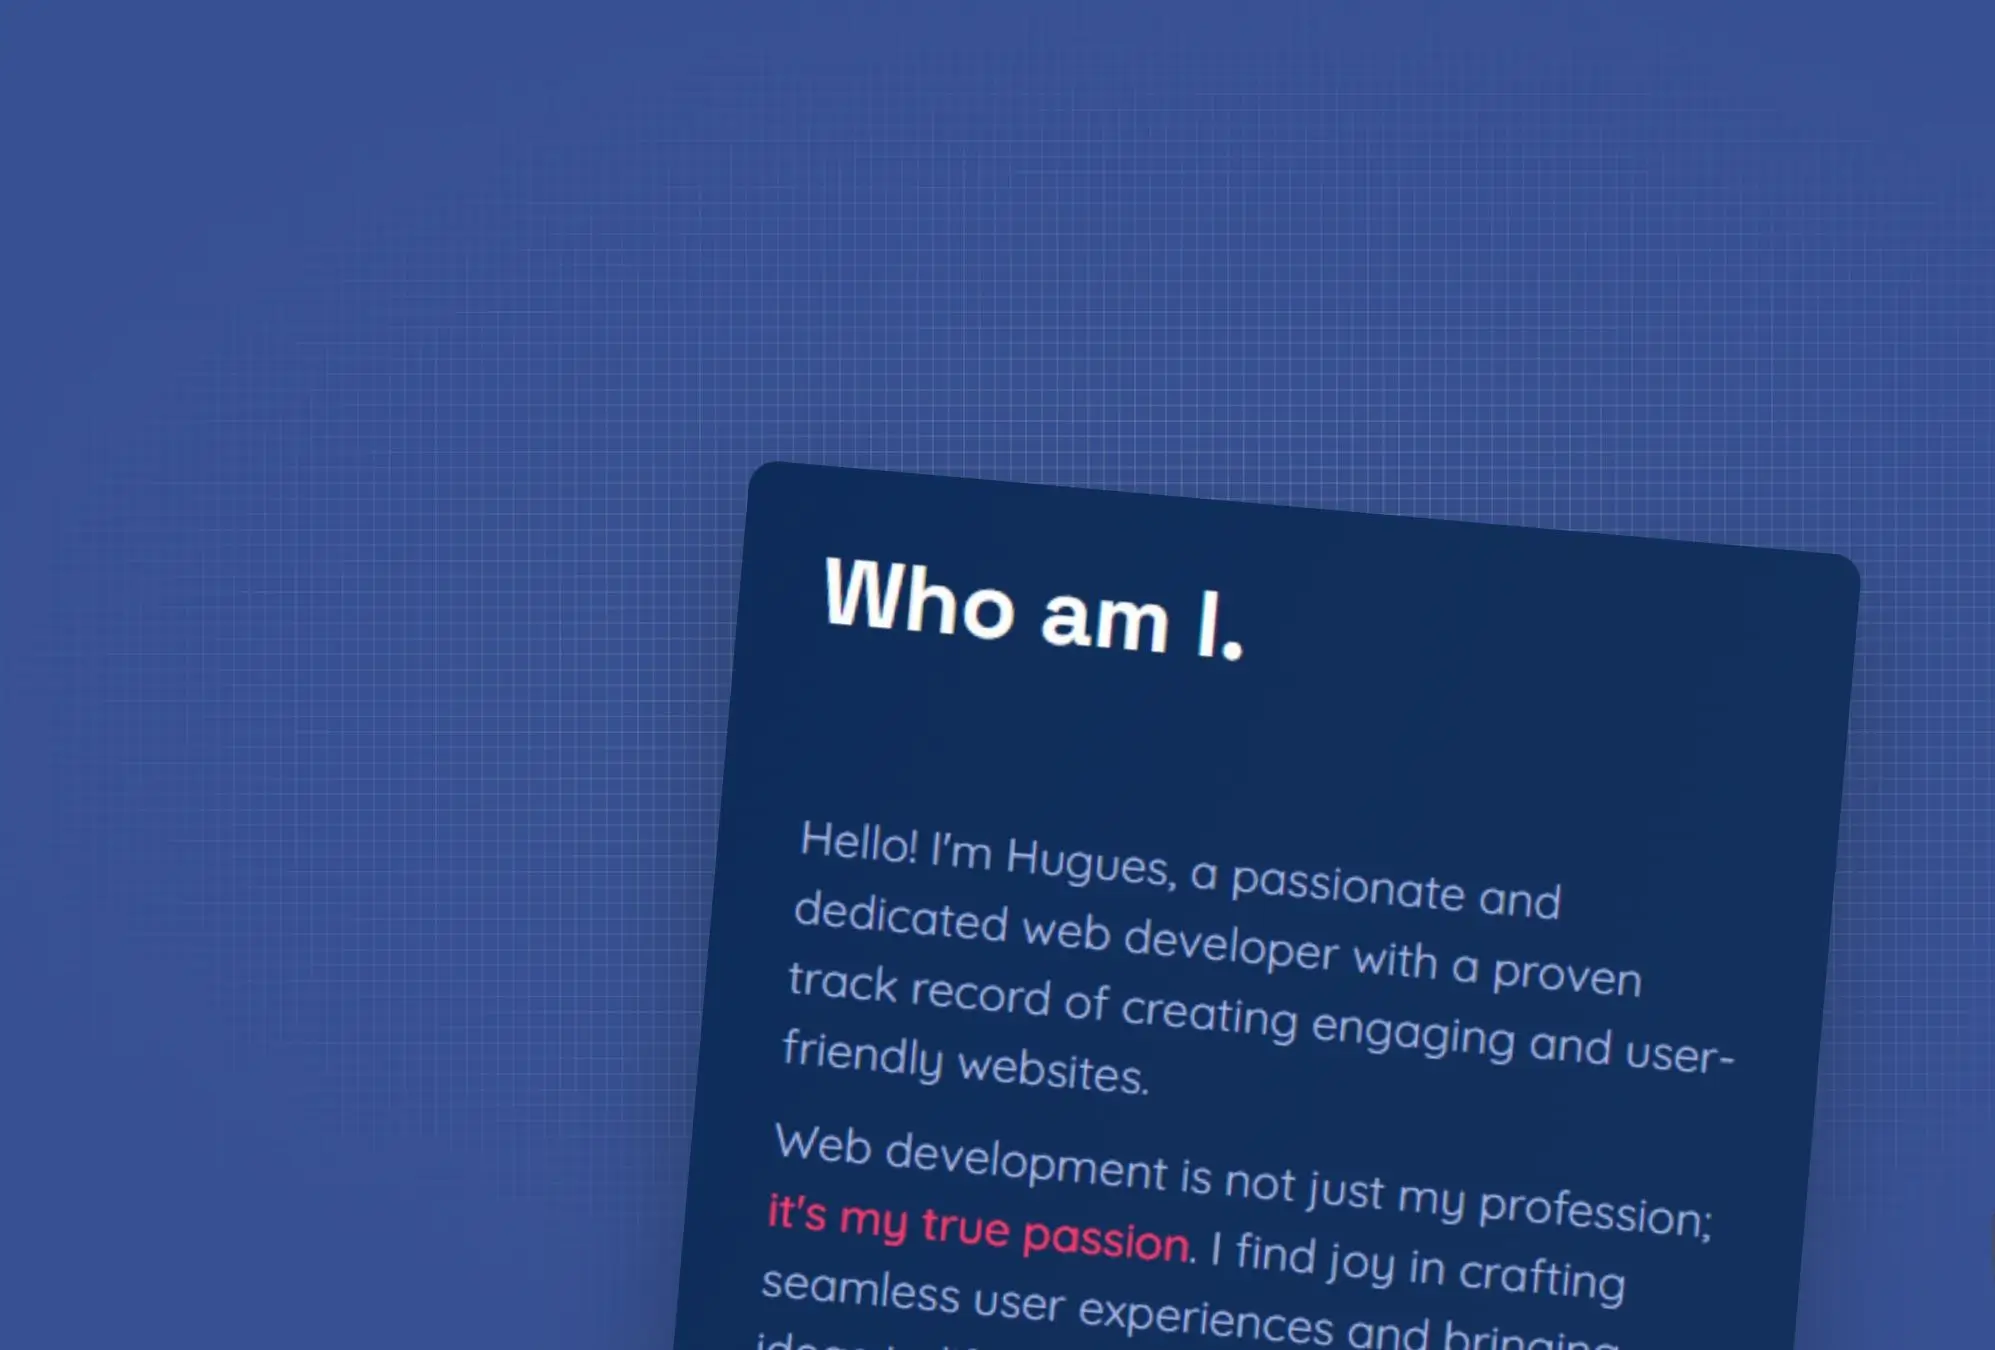 Who am I.
Hello! I'm Hugues, a passionate and
dedicated web developer with a proven
track record of creating engaging and user-
friendly websites.
Web development is not just my profession;
it's my true passion. I find joy in crafting
seamless user experiences and bringing